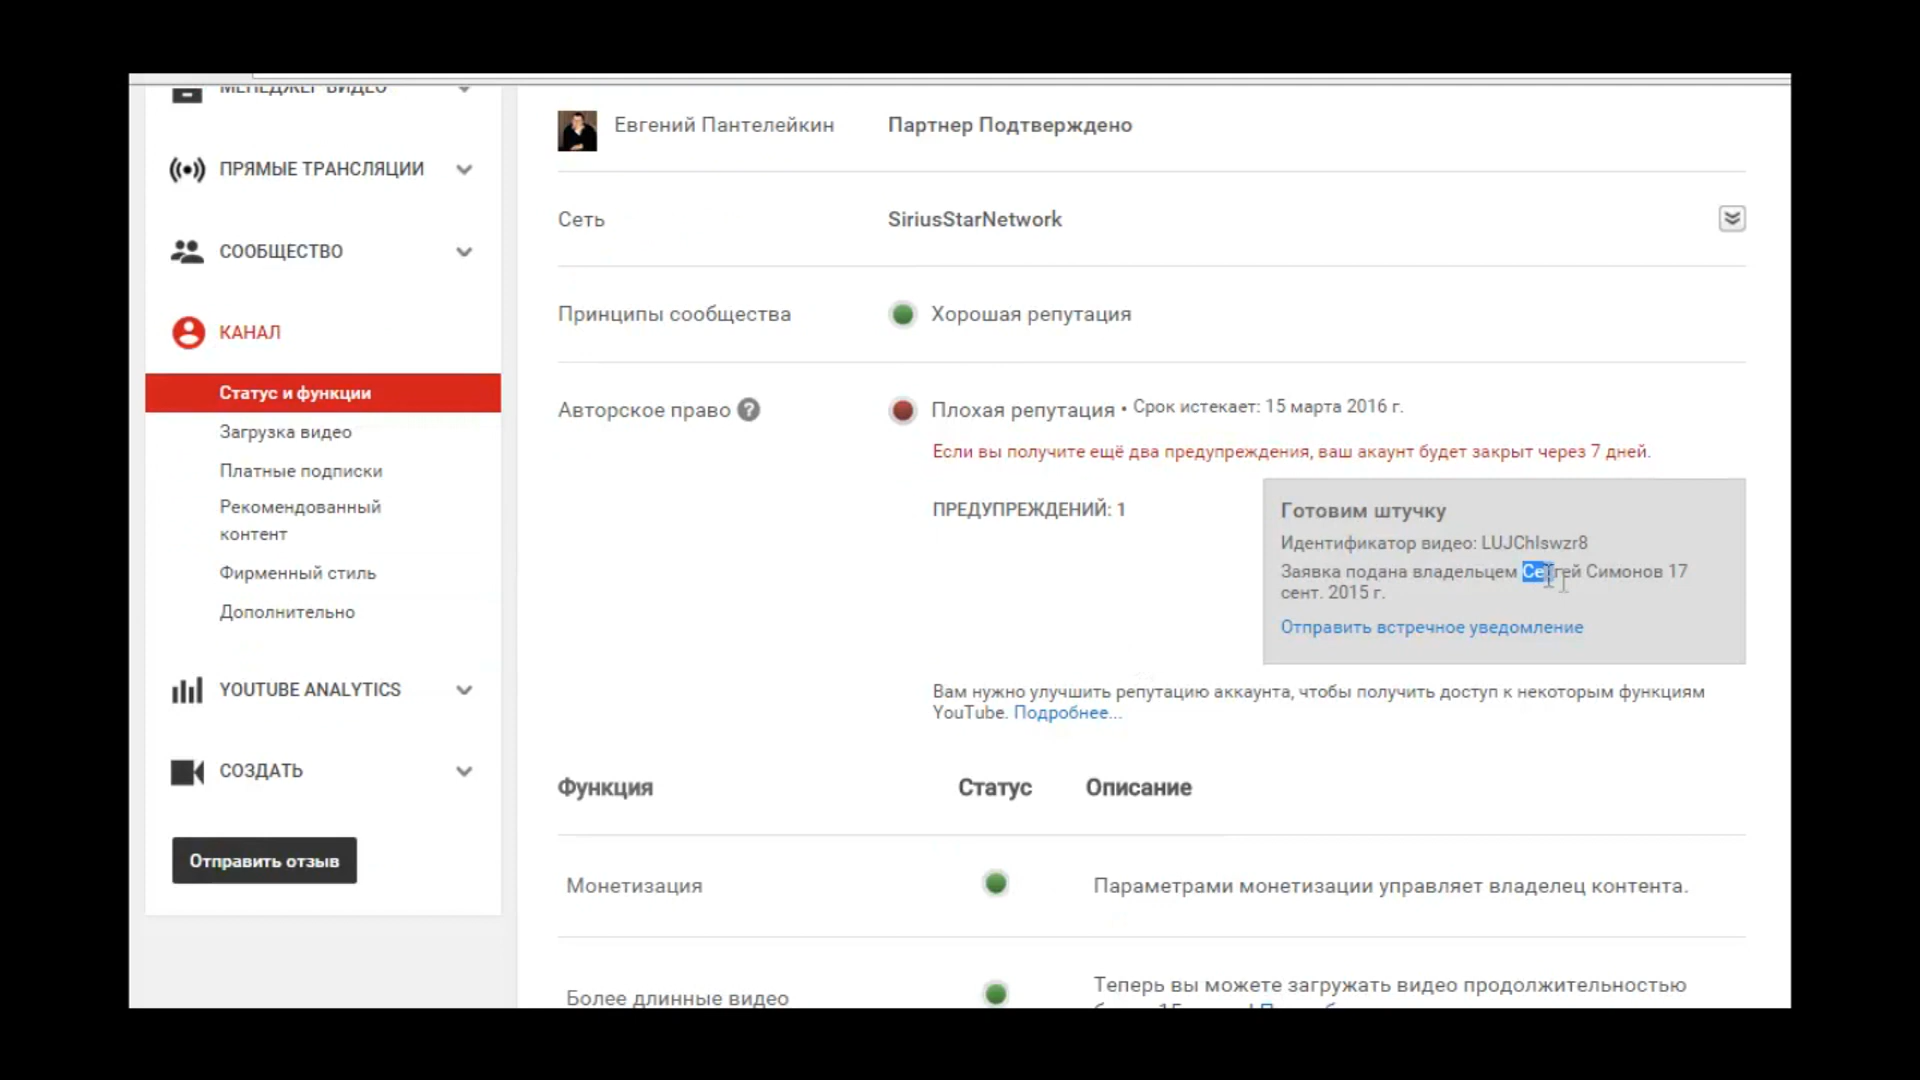 МЕНЕДЖЕР ВИДЕО
ПРЯМЫЕ ТРАНСЛЯЦИИ
СООБЩЕСТВО
КАНАЛ
Статус и функции
Загрузка видео
Платные подписки
Рекомендованный
контент
Фирменный стиль
Дополнительно
YOUTUBE ANALYTICS
СОЗДАТЬ
Отправить отзыв
Евгений Пантелейкин Партнер Подтверждено
Сеть SiriusStarNetwork
Принципы сообщества Хорошая репутация
Авторское право ? Плохая репутация • Срок истекает: 15 марта 2016 г.
Если вы получите ещё два предупреждения, ваш акаунт будет закрыт через 7 дней.
ПРЕДУПРЕЖДЕНИЙ: 1
Готовим штучку
Идентификатор видео: LUJChIswzr8
Заявка подана владельцем Сергей Симонов 17
сент. 2015 г.
Отправить встречное уведомление
Вам нужно улучшить репутацию аккаунта, чтобы получить доступ к некоторым функциям
YouTube. Подробнее...
Функция Статус Описание
Монетизация Параметрами монетизации управляет владелец контента.
Более длинные видео Теперь вы можете загружать видео продолжительностью